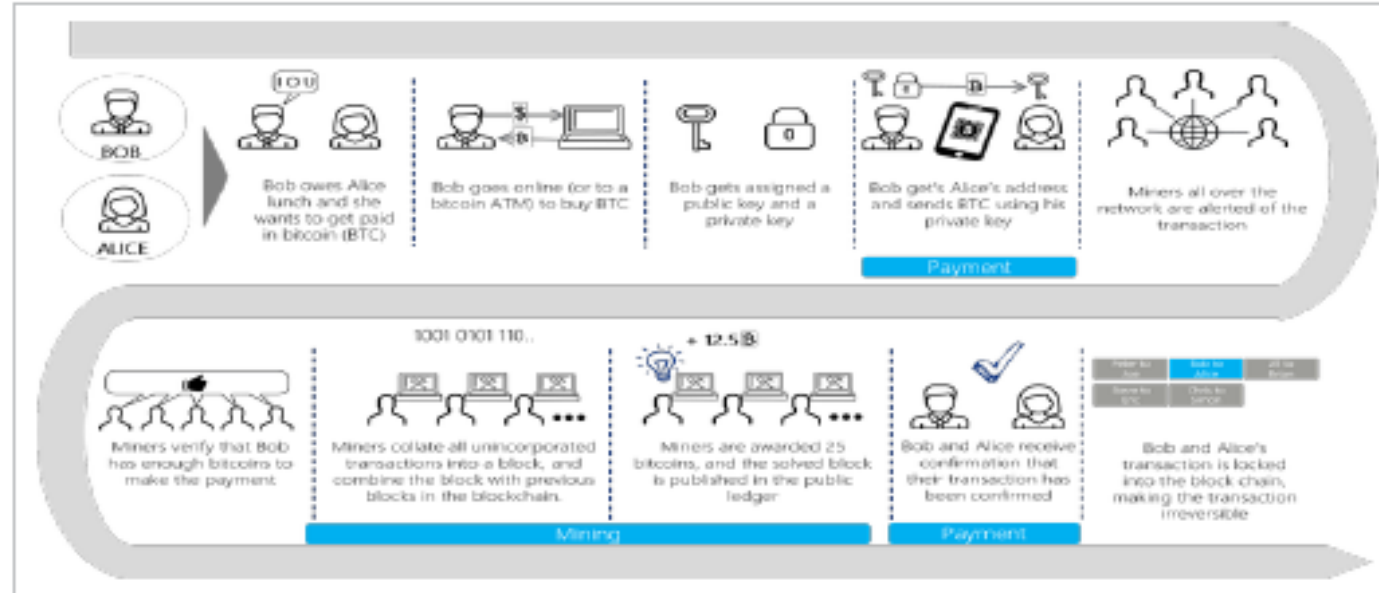 I O U
$
B
B
BOB
ALICE
Bob owes Alice
lunch and she
wants to get paid
in bitcoin (BTC)
Bob goes online (or to a
bitcoin ATM) to buy BTC
Bob gets assigned a
public key and a
private key
Bob get's Alice's address
and sends BTC using his
private key
Miners all over the
network are alerted of the
transaction
Payment
1001 0101 110..
+ 12.5 B
Bob to
Alice
Miners verify that Bob
has enough bitcoins to
make the payment
Miners collate all unincorporated
transactions into a block, and
combine the block with previous
blocks in the blockchain.
Miners are awarded 25
bitcoins, and the solved block
is published in the public
ledger
Bob and Alice receive
confirmation that
their transaction has
been confirmed
Bob and Alice's
transaction is locked
into the block chain,
making the transaction
irreversible
Mining
Payment